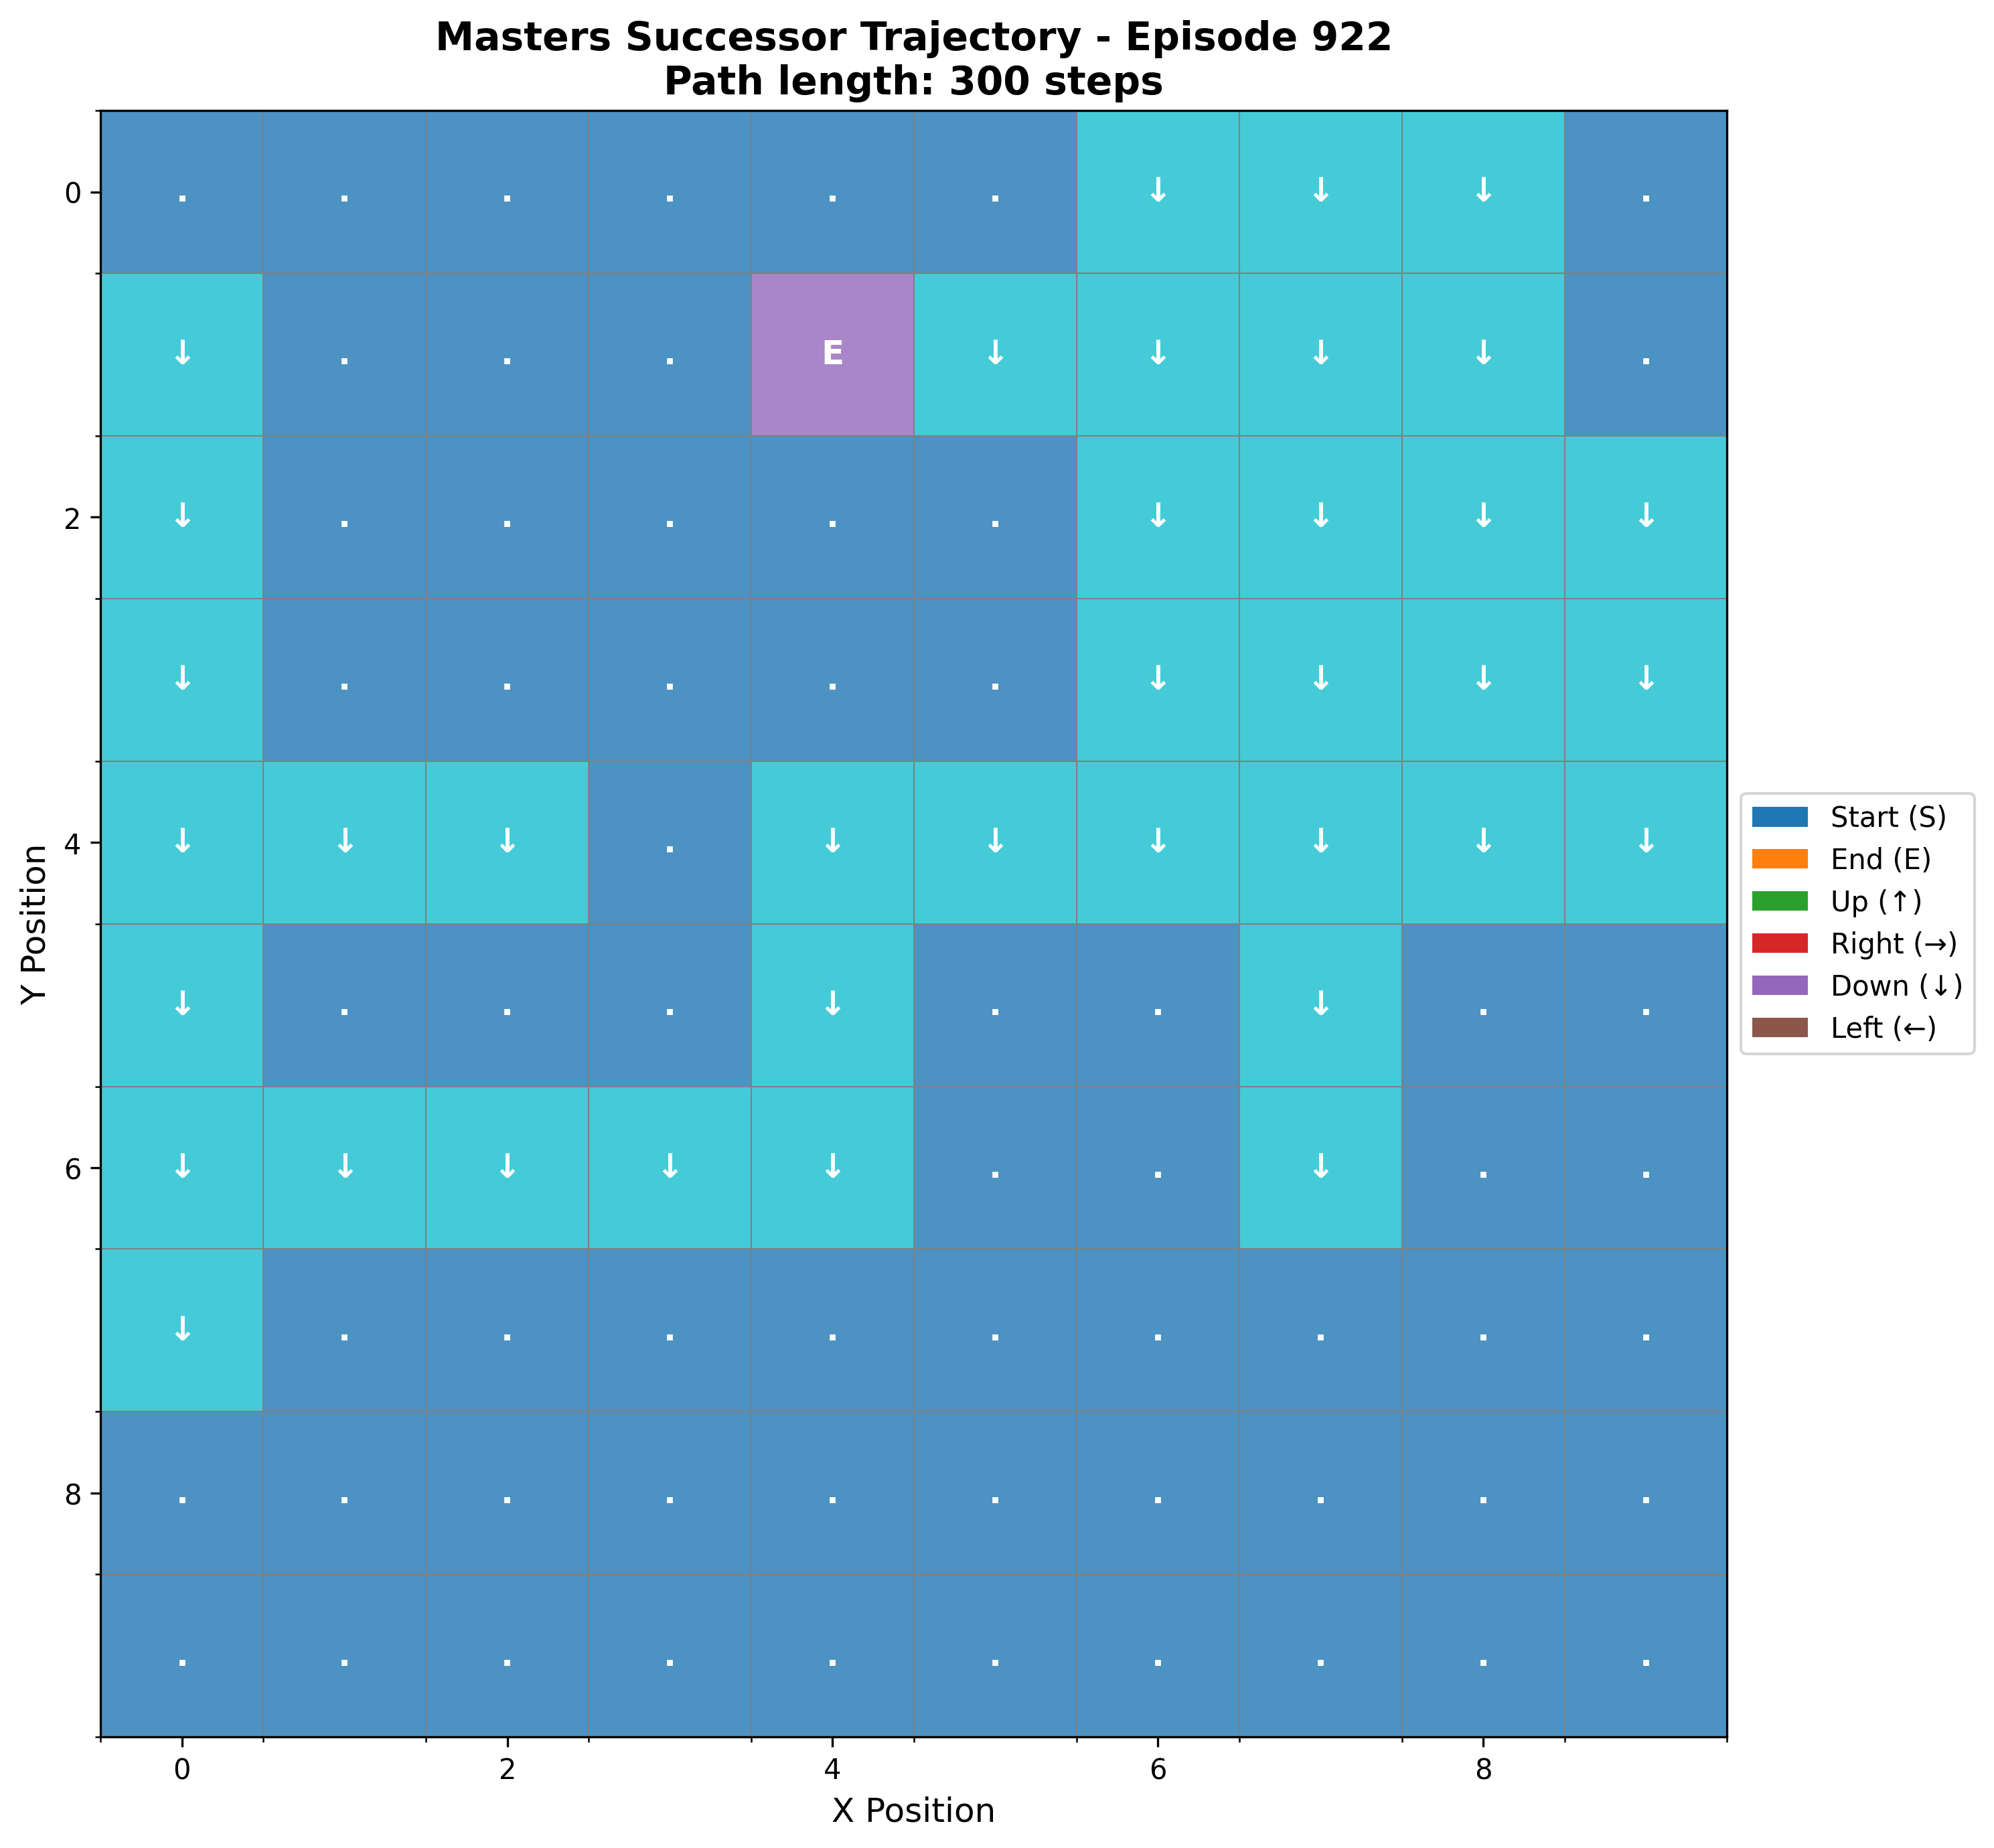 Masters Successor Trajectory - Episode 922
Path length: 300 steps
0 . . . . . . ↓ ↓ ↓ .
↓ . . . E ↓ ↓ ↓ ↓ .
2 ↓ . . . . . ↓ ↓ ↓ ↓
↓ . . . . . ↓ ↓ ↓ ↓
4 ↓ ↓ ↓ . ↓ ↓ ↓ ↓ ↓ ↓
↓ . . . ↓ . . ↓ . .
6 ↓ ↓ ↓ ↓ ↓ . . ↓ . .
↓ . . . . . . . . .
8 . . . . . . . . . .
. . . . . . . . . .
0 2 4 6 8
X Position
Y Position
Start (S)
End (E)
Up (↑)
Right (→)
Down (↓)
Left (←)